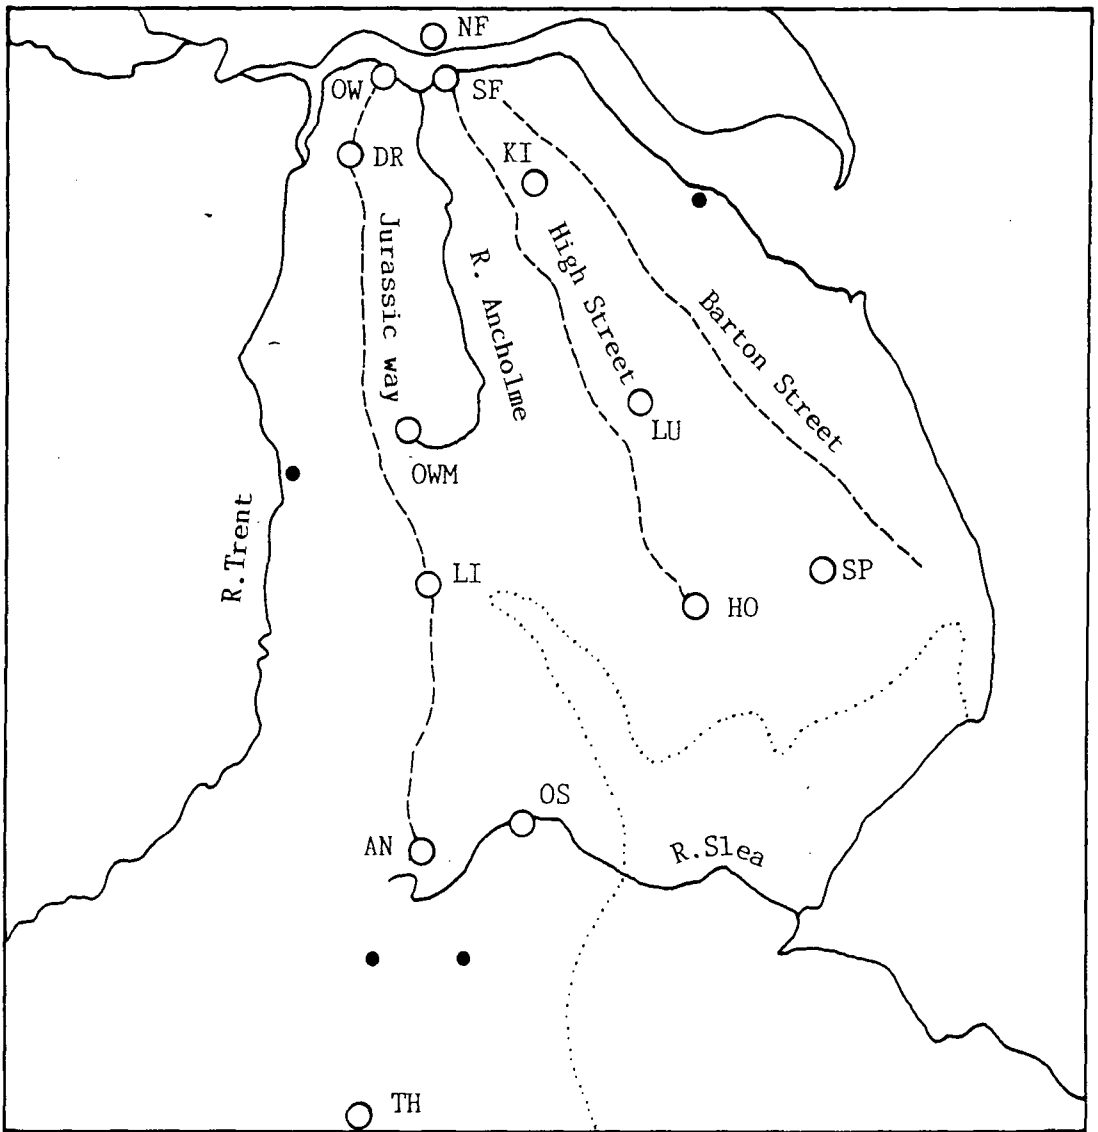 NF
OW
SF
KI
DR
Jurassic way
R. Ancholme
High Street
Barton Street
LU
OWM
R.Trent
LI
SP
HO
OS
AN
R.Slea
TH